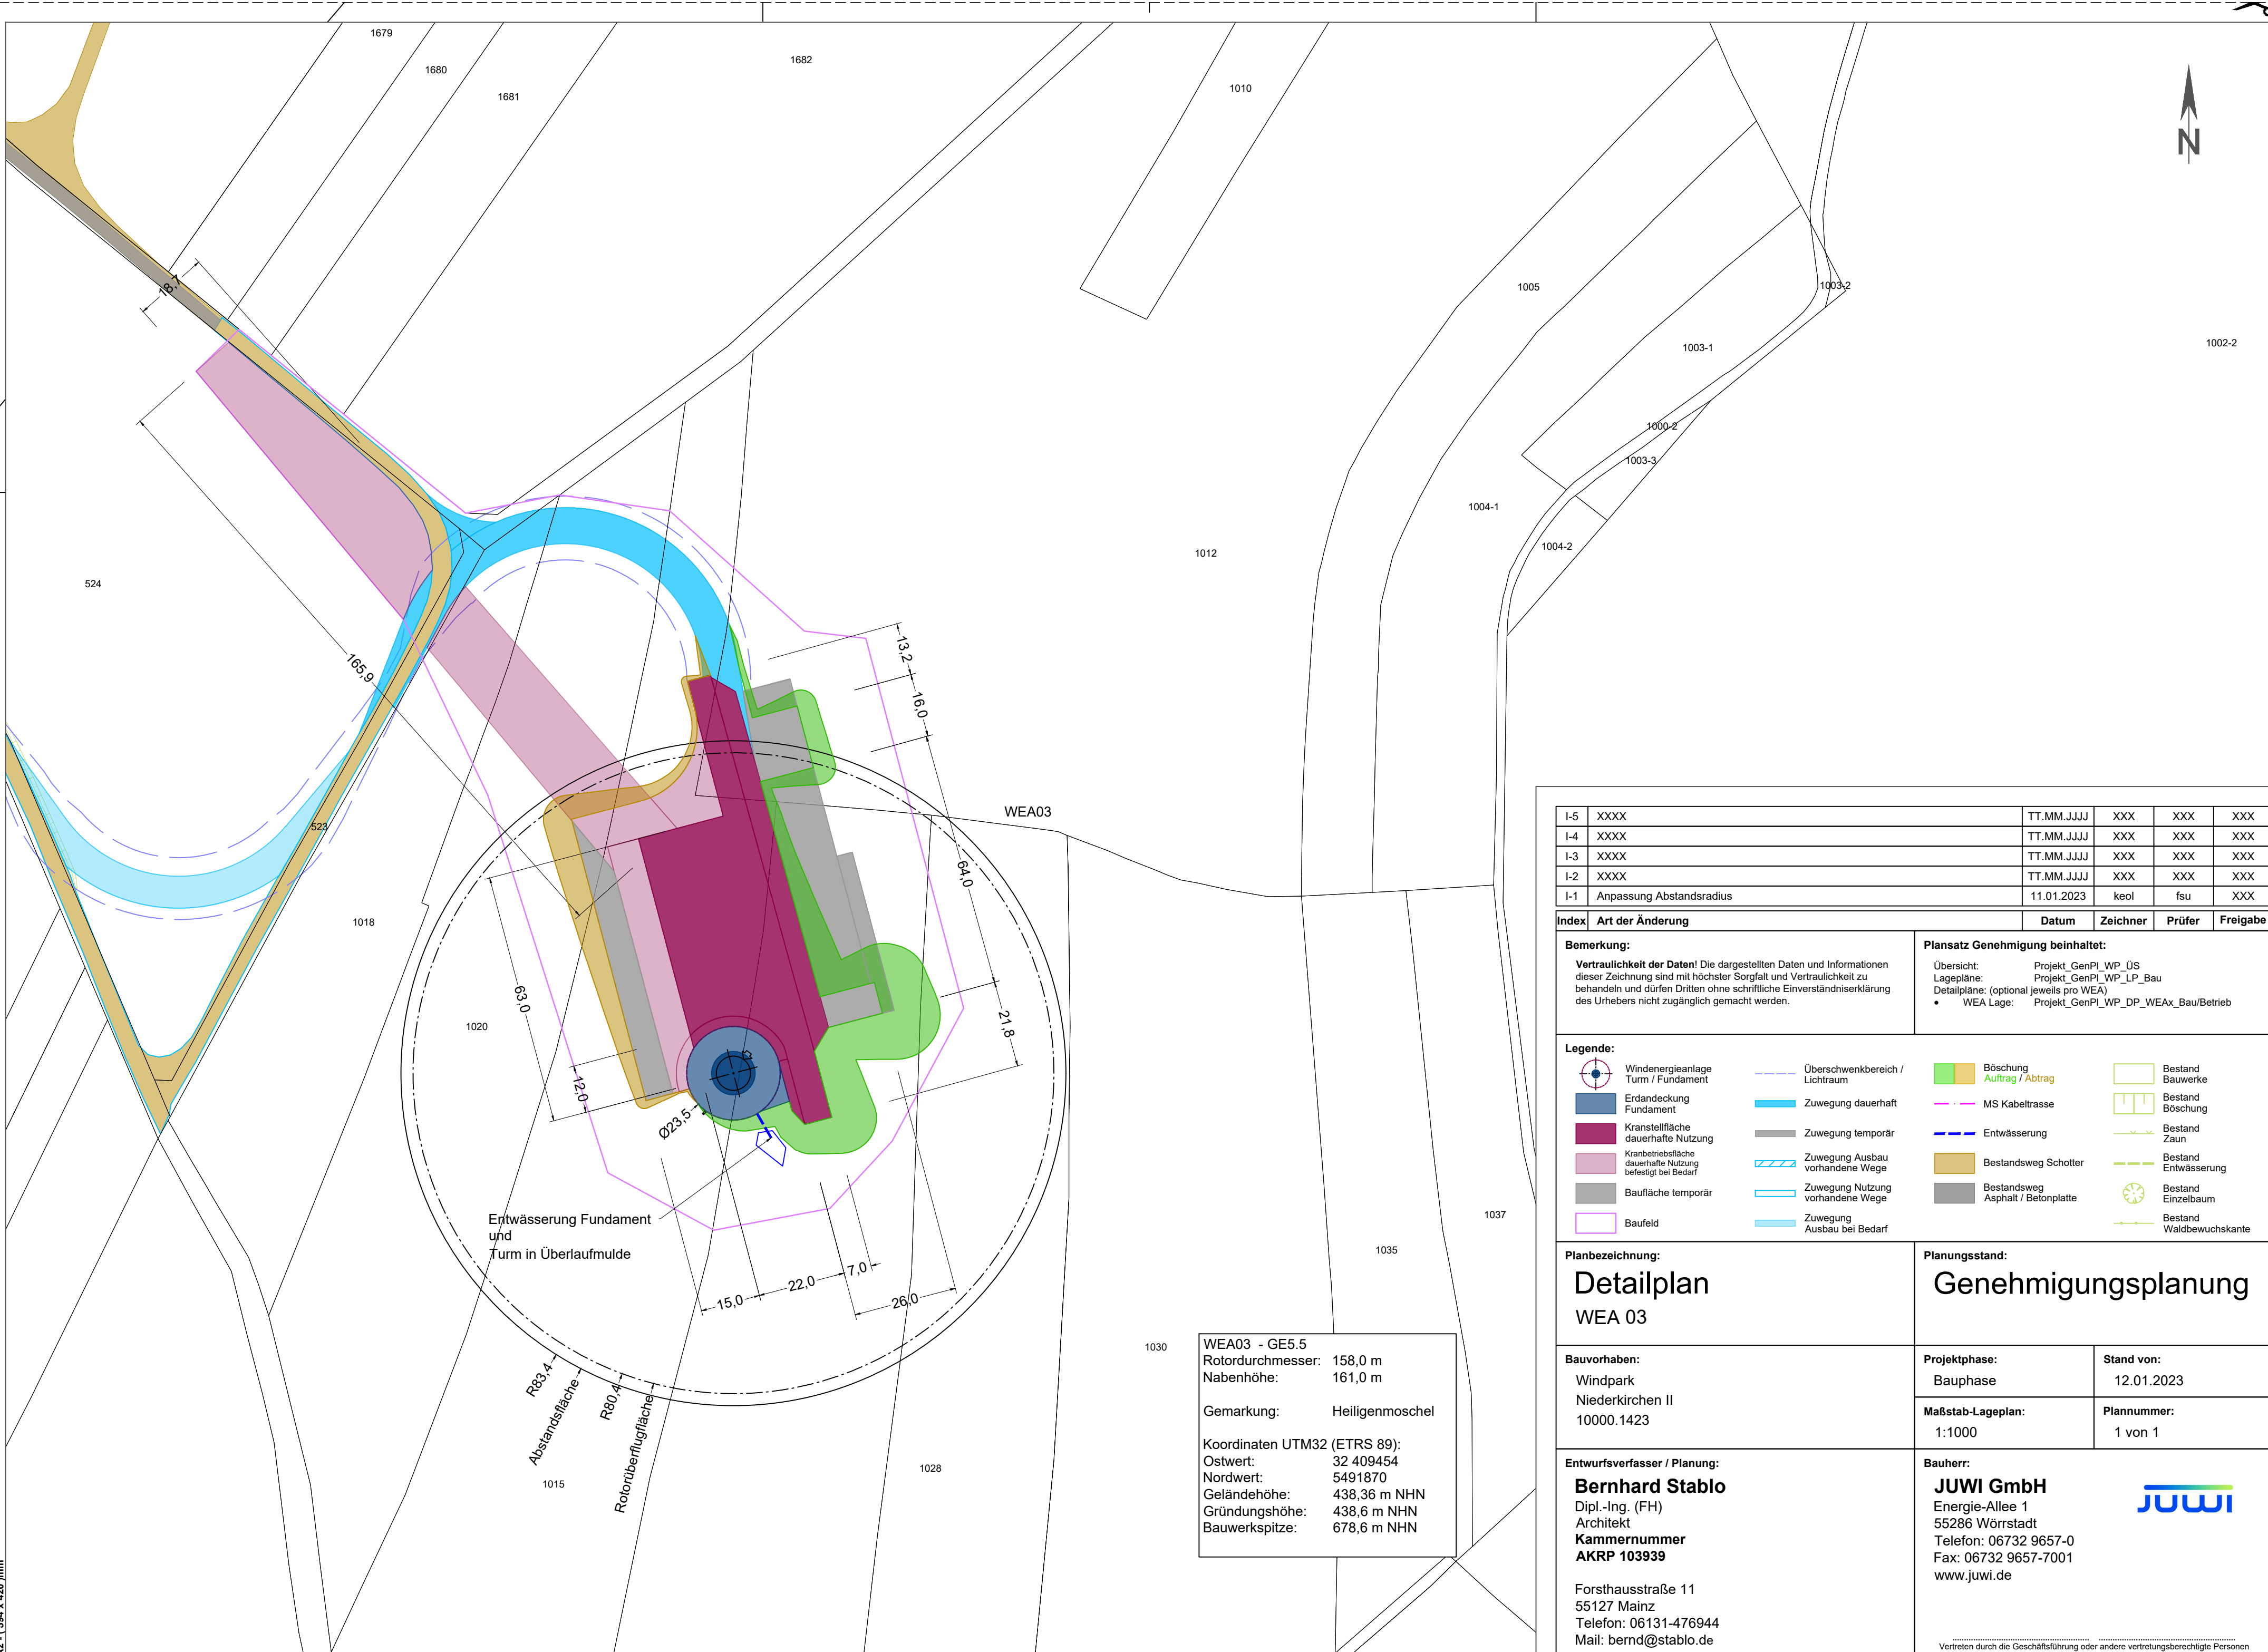 1679
1680
1681
1682
1010
N
18,7
1005
1003-2
1003-1
1002-2
1000-2
1003-3
1004-1
1004-2
1012
524
165,9
13,2
16,0
WEA03
64,0
523
1018
63,0
1020
12,0
21,8
Ø23,5
Entwässerung Fundament
und
Turm in Überlaufmulde
15,0
22,0
7,0
26,0
R83,4
Abstandsfläche
R80,4
Rotorüberflugfläche
1015
1028
1030
1035
1037
WEA03 - GE5.5
Rotordurchmesser: 158,0 m
Nabenhöhe: 161,0 m
Gemarkung: Heiligenmoschel
Koordinaten UTM32 (ETRS 89):
Ostwert: 32 409454
Nordwert: 5491870
Geländehöhe: 438,36 m NHN
Gründungshöhe: 438,6 m NHN
Bauwerkspitze: 678,6 m NHN
I-5 XXXX TT.MM.JJJJ XXX XXX XXX
I-4 XXXX TT.MM.JJJJ XXX XXX XXX
I-3 XXXX TT.MM.JJJJ XXX XXX XXX
I-2 XXXX TT.MM.JJJJ XXX XXX XXX
I-1 Anpassung Abstandsradius 11.01.2023 keol fsu XXX
Index Art der Änderung Datum Zeichner Prüfer Freigabe
Bemerkung:
Vertraulichkeit der Daten! Die dargestellten Daten und Informationen
dieser Zeichnung sind mit höchster Sorgfalt und Vertraulichkeit zu
behandeln und dürfen Dritten ohne schriftliche Einverständniserklärung
des Urhebers nicht zugänglich gemacht werden.
Plansatz Genehmigung beinhaltet:
Übersicht: Projekt_GenPl_WP_ÜS
Lagepläne: Projekt_GenPl_WP_LP_Bau
Detailpläne: (optional jeweils pro WEA)
• WEA Lage: Projekt_GenPl_WP_DP_WEAx_Bau/Betrieb
Legende:
Windenergieanlage
Turm / Fundament
Erdandeckung
Fundament
Kranstellfläche
dauerhafte Nutzung
Kranbetriebsfläche
dauerhafte Nutzung
befestigt bei Bedarf
Baufläche temporär
Baufeld
Überschwenkbereich /
Lichtraum
Zuwegung dauerhaft
Zuwegung temporär
Zuwegung Ausbau
vorhandene Wege
Zuwegung Nutzung
vorhandene Wege
Zuwegung
Ausbau bei Bedarf
Böschung
Auftrag / Abtrag
MS Kabeltrasse
Entwässerung
Bestandsweg Schotter
Bestandsweg
Asphalt / Betonplatte
Bestand
Bauwerke
Bestand
Böschung
Bestand
Zaun
Bestand
Entwässerung
Bestand
Einzelbaum
Bestand
Waldbewuchskante
Planbezeichnung:
Detailplan
WEA 03
Planungsstand:
Genehmigungsplanung
Bauvorhaben:
Windpark
Niederkirchen II
10000.1423
Projektphase:
Bauphase
Stand von:
12.01.2023
Maßstab-Lageplan:
1:1000
Plannummer:
1 von 1
Entwurfsverfasser / Planung:
Bernhard Stablo
Dipl.-Ing. (FH)
Architekt
Kammernummer
AKRP 103939
Forsthausstraße 11
55127 Mainz
Telefon: 06131-476944
Mail: bernd@stablo.de
Bauherr:
JUWI GmbH
Energie-Allee 1
55286 Wörrstadt
Telefon: 06732 9657-0
Fax: 06732 9657-7001
www.juwi.de
JUWI
Vertreten durch die Geschäftsführung oder andere vertretungsberechtigte Personen